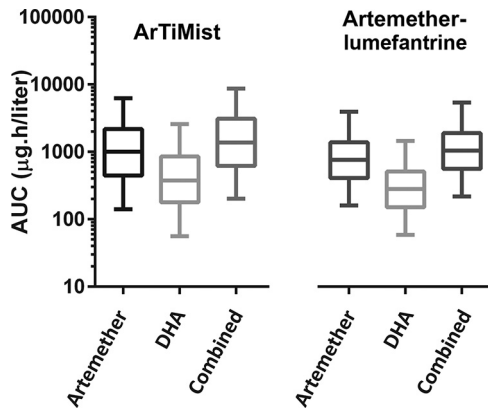 ArTiMist
Artemether-
lumefantrine
AUC (μg.h/liter)
100000
10000
1000
100
10
Artemether
DHA
Combined
Artemether
DHA
Combined